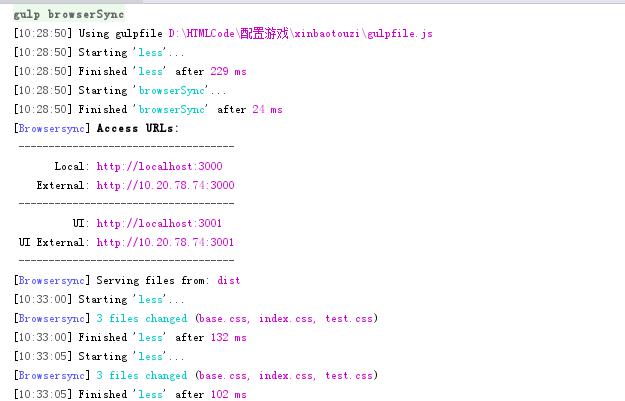 gulp browserSync
[10:28:50] Using gulpfile D:\HTMLCode\配置游戏\xinbaotouzi\gulpfile.js
[10:28:50] Starting 'less'...
[10:28:50] Finished 'less' after 229 ms
[10:28:50] Starting 'browserSync'...
[10:28:50] Finished 'browserSync' after 24 ms
[Browsersync] Access URLs:
------------------------------------
Local: http://localhost:3000
External: http://10.20.78.74:3000
------------------------------------
UI: http://localhost:3001
UI External: http://10.20.78.74:3001
------------------------------------
[Browsersync] Serving files from: dist
[10:33:00] Starting 'less'...
[Browsersync] 3 files changed (base.css, index.css, test.css)
[10:33:00] Finished 'less' after 132 ms
[10:33:05] Starting 'less'...
[Browsersync] 3 files changed (base.css, index.css, test.css)
[10:33:05] Finished 'less' after 102 ms